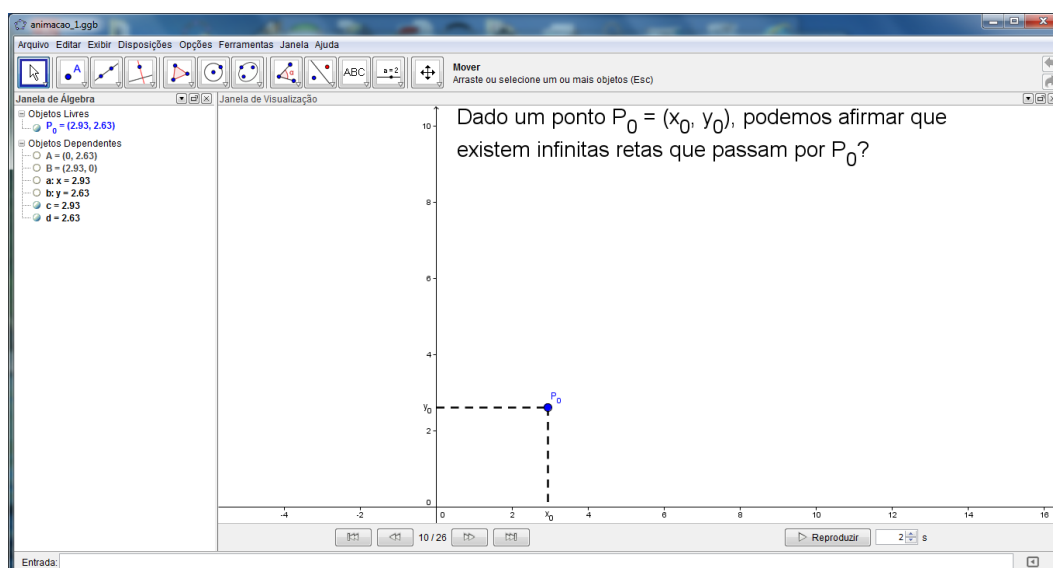 animacao_1.ggb
Arquivo Editar Exibir Disposições Opções Ferramentas Janela Ajuda
A
α
ABC
a=2
Mover
Arraste ou selecione um ou mais objetos (Esc)
Janela de Álgebra
Janela de Visualização
Objetos Livres
P0 = (2.93, 2.63)
Objetos Dependentes
A = (0, 2.63)
B = (2.93, 0)
a: x = 2.93
b: y = 2.63
c = 2.93
d = 2.63
Dado um ponto P0 = (x0, y0), podemos afirmar que
existem infinitas retas que passam por P0?
10
8
6
4
P0
y0
2
0
-4 -2 0 2 x0 4 6 8 10 12 14 16
10 / 26
Reproduzir
2 s
Entrada: